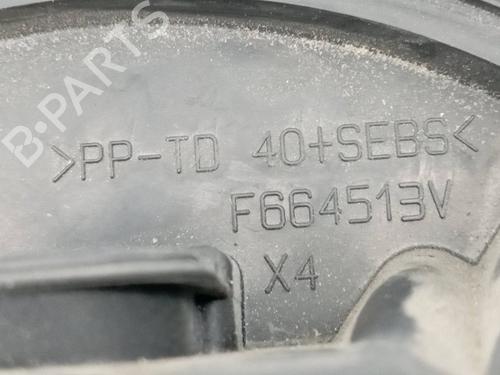 B-PARTS
>PP-TD 40+SEBS<
F664513V
X4